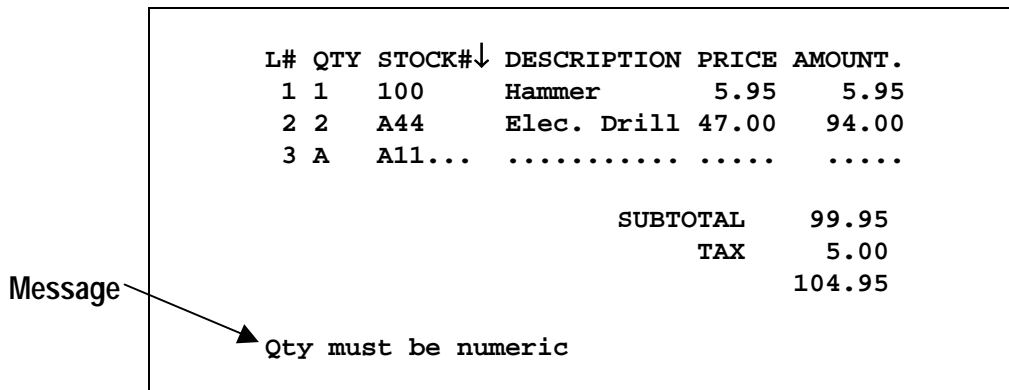 L# QTY STOCK#↓ DESCRIPTION PRICE AMOUNT.
1 1 100 Hammer 5.95 5.95
2 2 A44 Elec. Drill 47.00 94.00
3 A A11... ........... ..... .....
SUBTOTAL 99.95
TAX 5.00
104.95
Message
Qty must be numeric